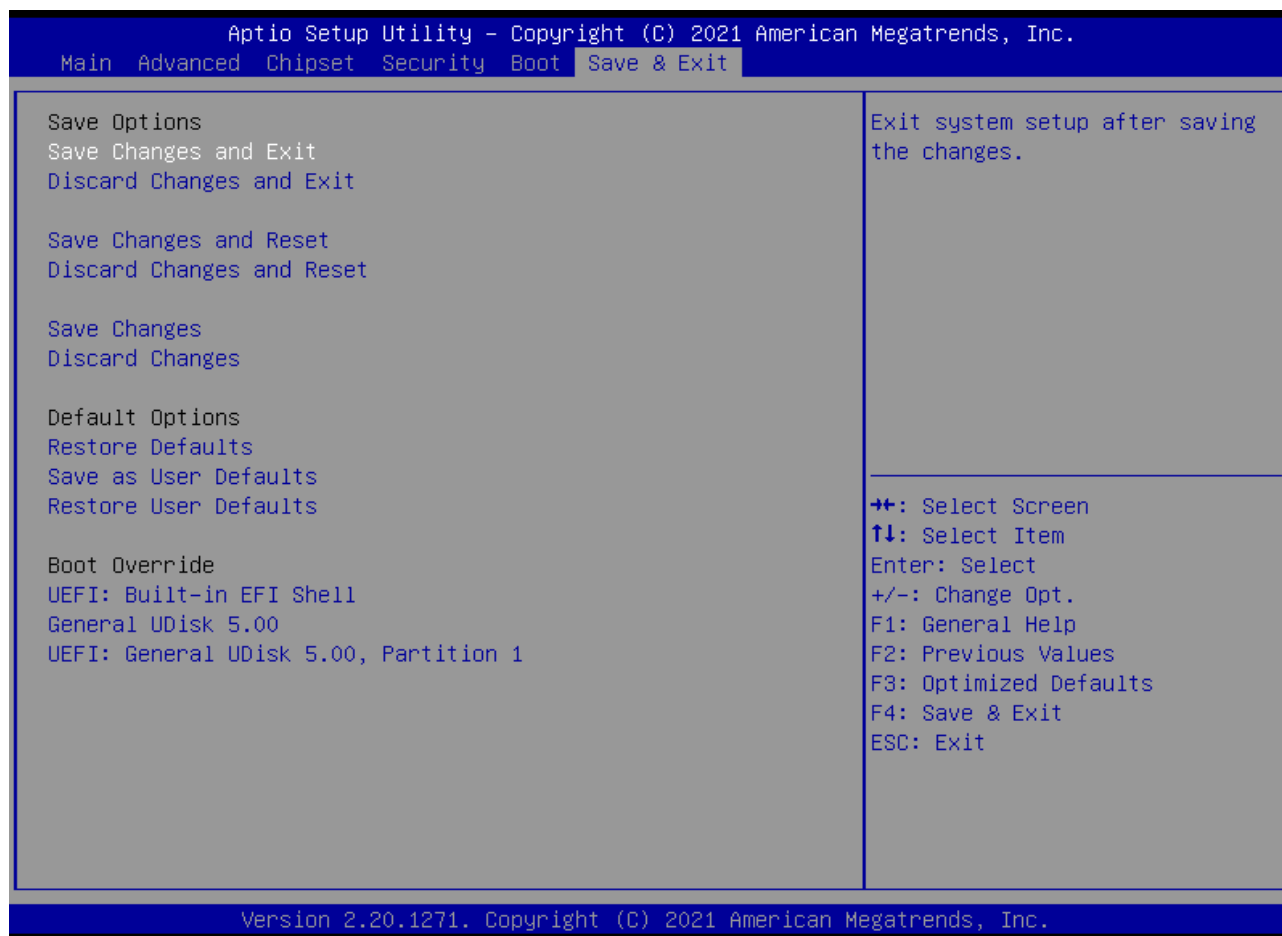 Aptio Setup Utility – Copyright (C) 2021 American Megatrends, Inc.
Main Advanced Chipset Security Boot Save & Exit
Save Options
Save Changes and Exit
Discard Changes and Exit
Save Changes and Reset
Discard Changes and Reset
Save Changes
Discard Changes
Default Options
Restore Defaults
Save as User Defaults
Restore User Defaults
Boot Override
UEFI: Built-in EFI Shell
General UDisk 5.00
UEFI: General UDisk 5.00, Partition 1
Exit system setup after saving
the changes.
→←: Select Screen
↑↓: Select Item
Enter: Select
+/-: Change Opt.
F1: General Help
F2: Previous Values
F3: Optimized Defaults
F4: Save & Exit
ESC: Exit
Version 2.20.1271. Copyright (C) 2021 American Megatrends, Inc.